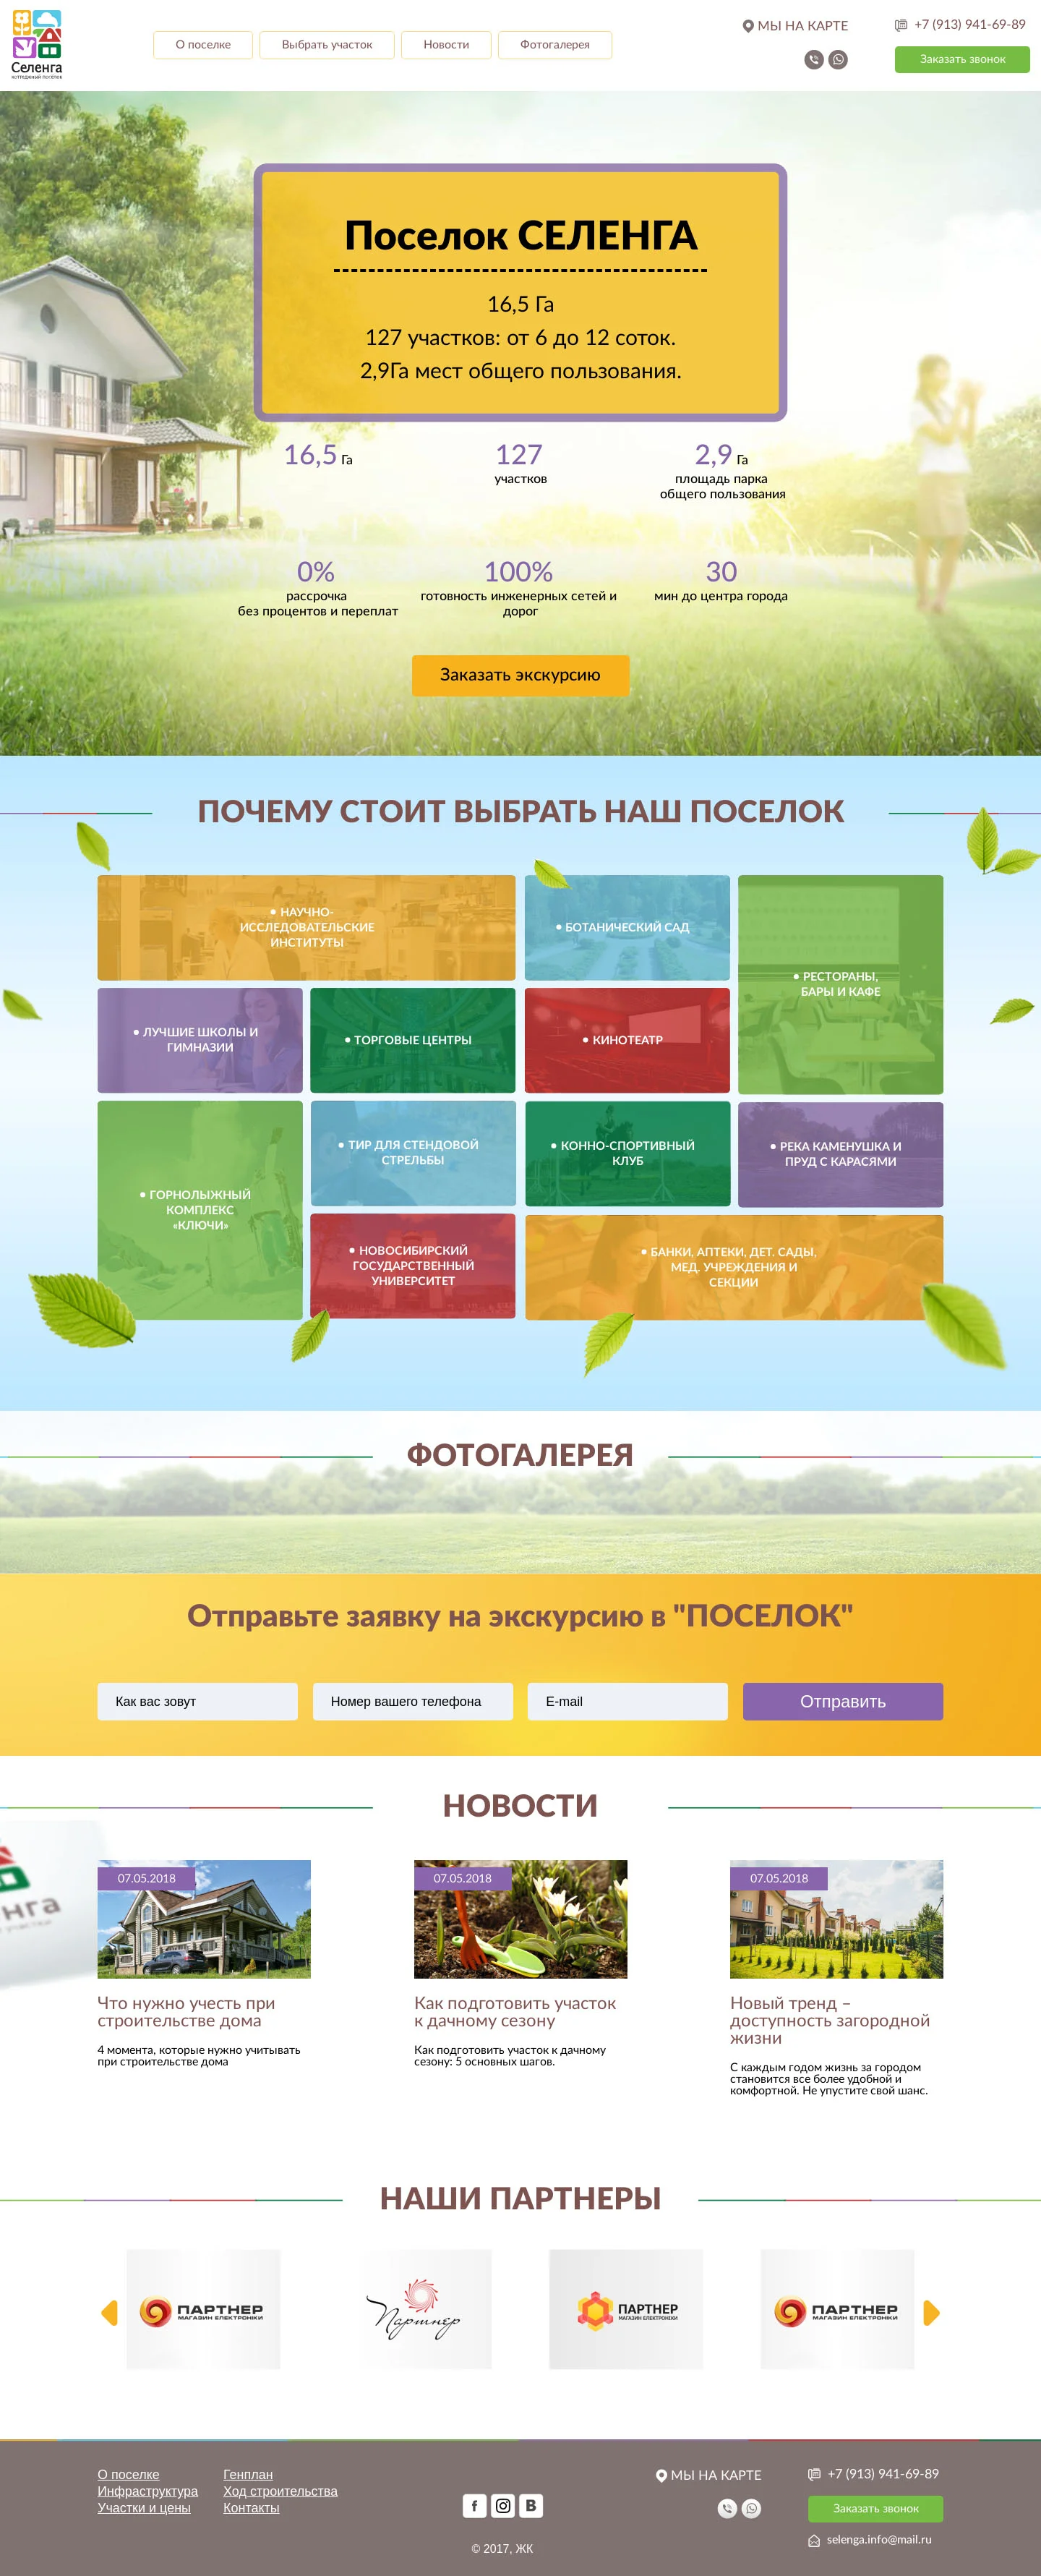 Селенга
КОТТЕДЖНЫЙ ПОСЁЛОК
О поселке
Выбрать участок
Новости
Фотогалерея
МЫ НА КАРТЕ
+7 (913) 941-69-89
Заказать звонок
Поселок СЕЛЕНГА
16,5 Га
127 участков: от 6 до 12 соток.
2,9Га мест общего пользования.
16,5 Га
127
участков
2,9 Га
площадь парка
общего пользования
0%
рассрочка
без процентов и переплат
100%
готовность инженерных сетей и
дорог
30
мин до центра города
Заказать экскурсию
ПОЧЕМУ СТОИТ ВЫБРАТЬ НАШ ПОСЕЛОК
• НАУЧНО-
ИССЛЕДОВАТЕЛЬСКИЕ
ИНСТИТУТЫ
• БОТАНИЧЕСКИЙ САД
• РЕСТОРАНЫ,
БАРЫ И КАФЕ
• ЛУЧШИЕ ШКОЛЫ И
ГИМНАЗИИ
• ТОРГОВЫЕ ЦЕНТРЫ
• КИНОТЕАТР
• ГОРНОЛЫЖНЫЙ
КОМПЛЕКС
«КЛЮЧИ»
• ТИР ДЛЯ СТЕНДОВОЙ
СТРЕЛЬБЫ
• КОННО-СПОРТИВНЫЙ
КЛУБ
• РЕКА КАМЕНУШКА И
ПРУД С КАРАСЯМИ
• НОВОСИБИРСКИЙ
ГОСУДАРСТВЕННЫЙ
УНИВЕРСИТЕТ
• БАНКИ, АПТЕКИ, ДЕТ. САДЫ,
МЕД. УЧРЕЖДЕНИЯ И
СЕКЦИИ
ФОТОГАЛЕРЕЯ
Отправьте заявку на экскурсию в "ПОСЕЛОК"
Как вас зовут
Номер вашего телефона
E-mail
Отправить
НОВОСТИ
нга
07.05.2018
Что нужно учесть при
строительстве дома
4 момента, которые нужно учитывать
при строительстве дома
07.05.2018
Как подготовить участок
к дачному сезону
Как подготовить участок к дачному
сезону: 5 основных шагов.
07.05.2018
Новый тренд –
доступность загородной
жизни
С каждым годом жизнь за городом
становится все более удобной и
комфортной. Не упустите свой шанс.
НАШИ ПАРТНЕРЫ
ПАРТНЕР
МАГАЗИН ЕЛЕКТРОНІКИ
Партнер
ПАРТНЕР
МАГАЗИН ЕЛЕКТРОНІКИ
ПАРТНЕР
МАГАЗИН ЕЛЕКТРОНІКИ
О поселке
Инфраструктура
Участки и цены
Генплан
Ход строительства
Контакты
f
B
© 2017, ЖК
МЫ НА КАРТЕ
+7 (913) 941-69-89
Заказать звонок
selenga.info@mail.ru